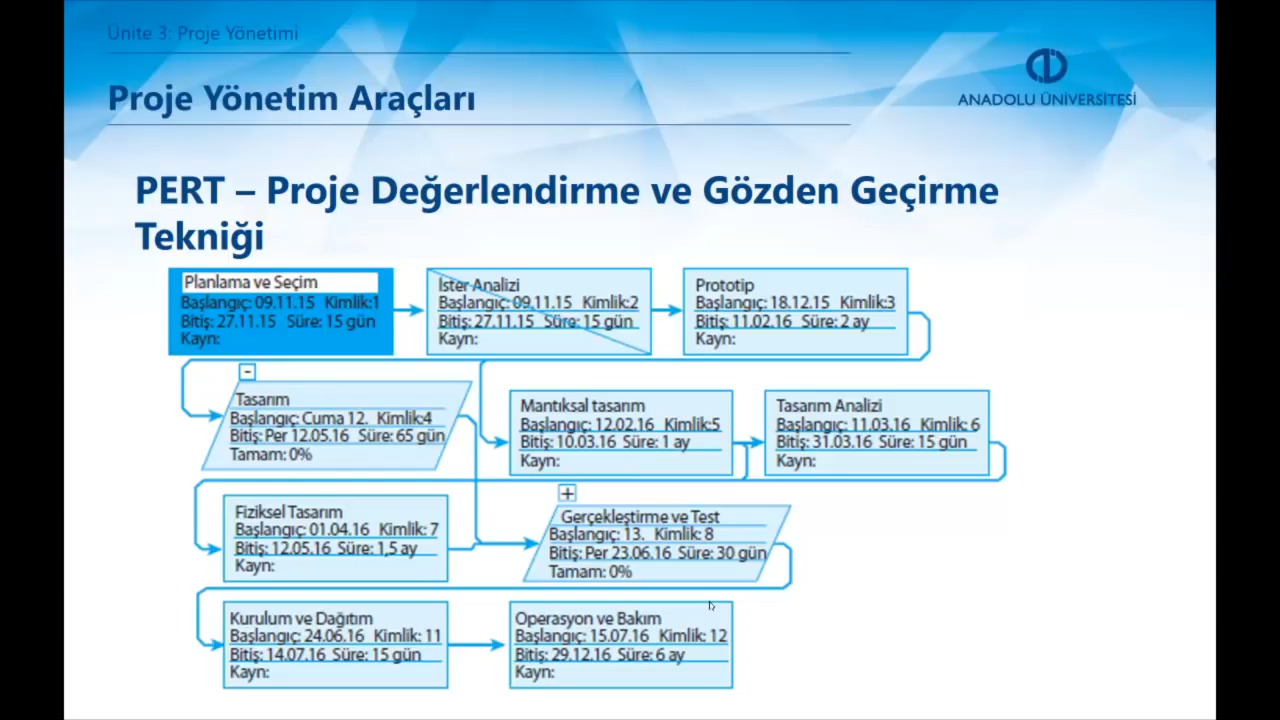 Ünite 3: Proje Yönetimi
Proje Yönetim Araçları
ANADOLU ÜNİVERSİTESİ
PERT – Proje Değerlendirme ve Gözden Geçirme
Tekniği
Planlama ve Seçim
Başlangıç: 09.11.15 Kimlik:1
Bitiş: 27.11.15 Süre: 15 gün
Kayn:
İster Analizi
Başlangıç: 09.11.15 Kimlik:2
Bitiş: 27.11.15 Süre: 15 gün
Kayn:
Prototip
Başlangıç: 18.12.15 Kimlik:3
Bitiş: 11.02.16 Süre: 2 ay
Kayn:
-
Tasarım
Başlangıç: Cuma 12. Kimlik:4
Bitiş: Per 12.05.16 Süre: 65 gün
Tamam: 0%
Mantıksal tasarım
Başlangıç: 12.02.16 Kimlik:5
Bitiş: 10.03.16 Süre: 1 ay
Kayn:
Tasarım Analizi
Başlangıç: 11.03.16 Kimlik: 6
Bitiş: 31.03.16 Süre: 15 gün
Kayn:
Fiziksel Tasarım
Başlangıç: 01.04.16 Kimlik: 7
Bitiş: 12.05.16 Süre: 1,5 ay
Kayn:
+
Gerçekleştirme ve Test
Başlangıç: 13. Kimlik: 8
Bitiş: Per 23.06.16 Süre: 30 gün
Tamam: 0%
Kurulum ve Dağıtım
Başlangıç: 24.06.16 Kimlik: 11
Bitiş: 14.07.16 Süre: 15 gün
Kayn:
Operasyon ve Bakım
Başlangıç: 15.07.16 Kimlik: 12
Bitiş: 29.12.16 Süre: 6 ay
Kayn: